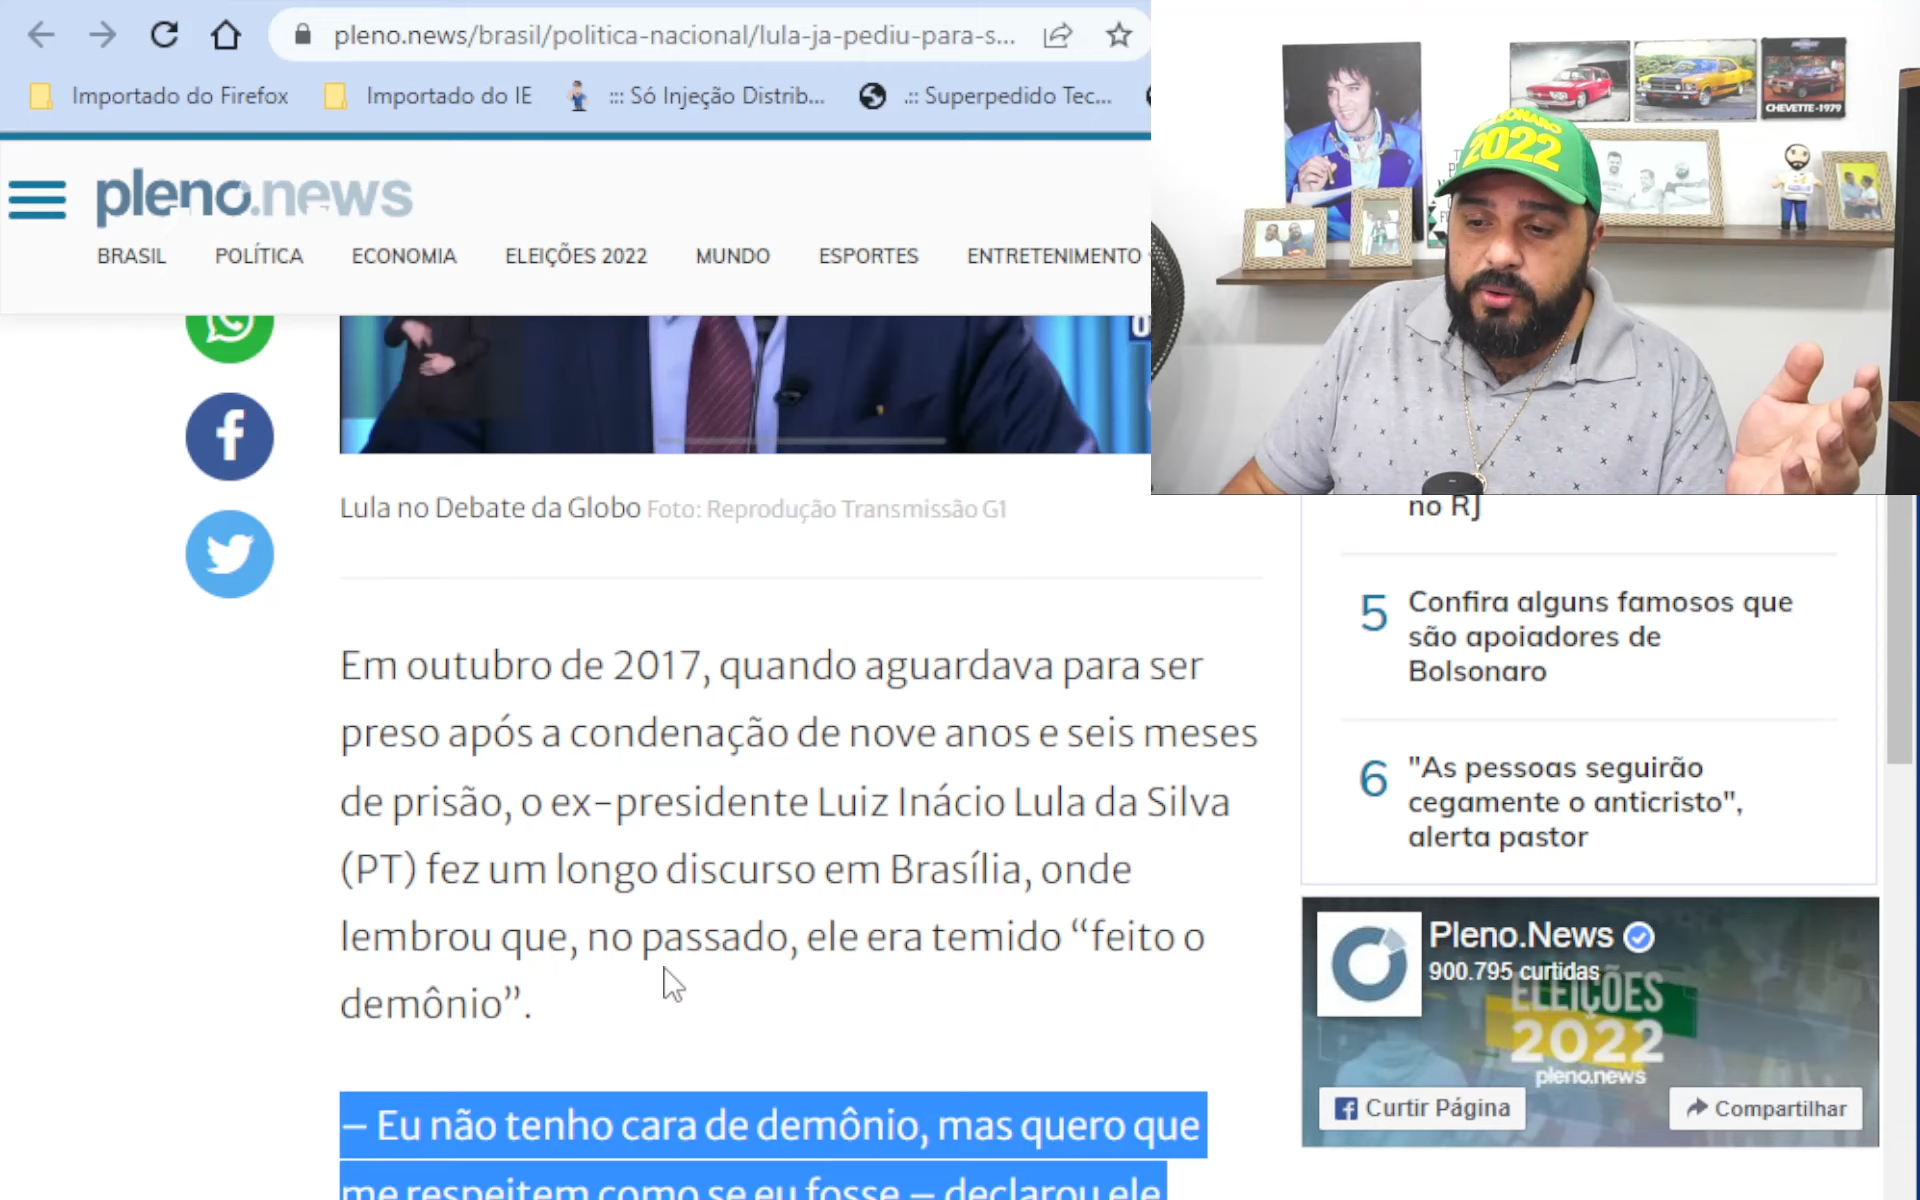 pleno.news/brasil/politica-nacional/lula-ja-pediu-para-s...
Importado do Firefox
Importado do IE
::: Só Injeção Distrib...
.:: Superpedido Tec...
pleno.news
BRASIL
POLÍTICA
ECONOMIA
ELEIÇÕES 2022
MUNDO
ESPORTES
ENTRETENIMENTO
CHEVETTE-1979
2022
Lula no Debate da Globo Foto: Reprodução Transmissão G1
Em outubro de 2017, quando aguardava para ser
preso após a condenação de nove anos e seis meses
de prisão, o ex-presidente Luiz Inácio Lula da Silva
(PT) fez um longo discurso em Brasília, onde
lembrou que, no passado, ele era temido “feito o
demônio”.
– Eu não tenho cara de demônio, mas quero que
me respeitem como se eu fosse – declarou ele
no RJ
5 Confira alguns famosos que
são apoiadores de
Bolsonaro
6 "As pessoas seguirão
cegamente o anticristo",
alerta pastor
Pleno.News
900.795 curtidas
ELEIÇÕES
2022
pleno.news
Curtir Página
Compartilhar